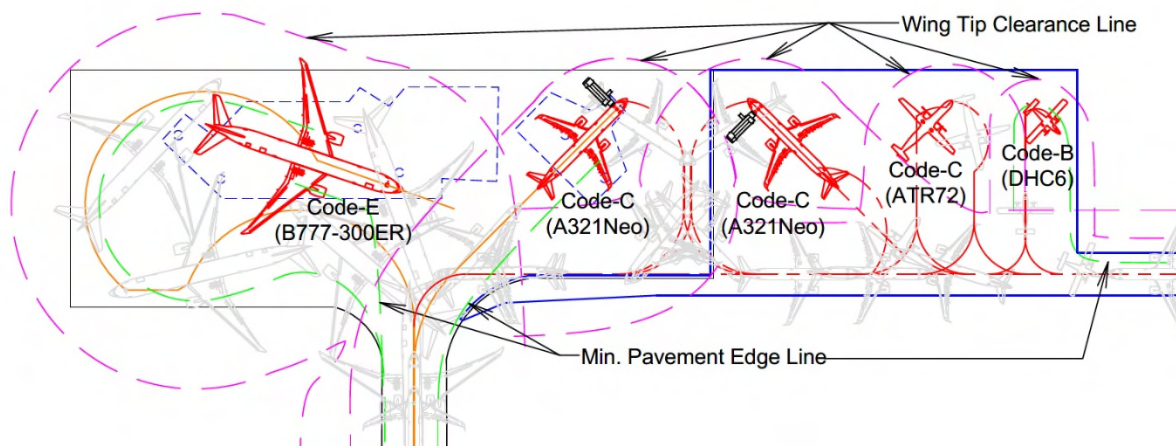 Wing Tip Clearance Line
Code-E
(B777-300ER)
Code-C
(A321Neo)
Code-C
(A321Neo)
Code-C
(ATR72)
Code-B
(DHC6)
Min. Pavement Edge Line